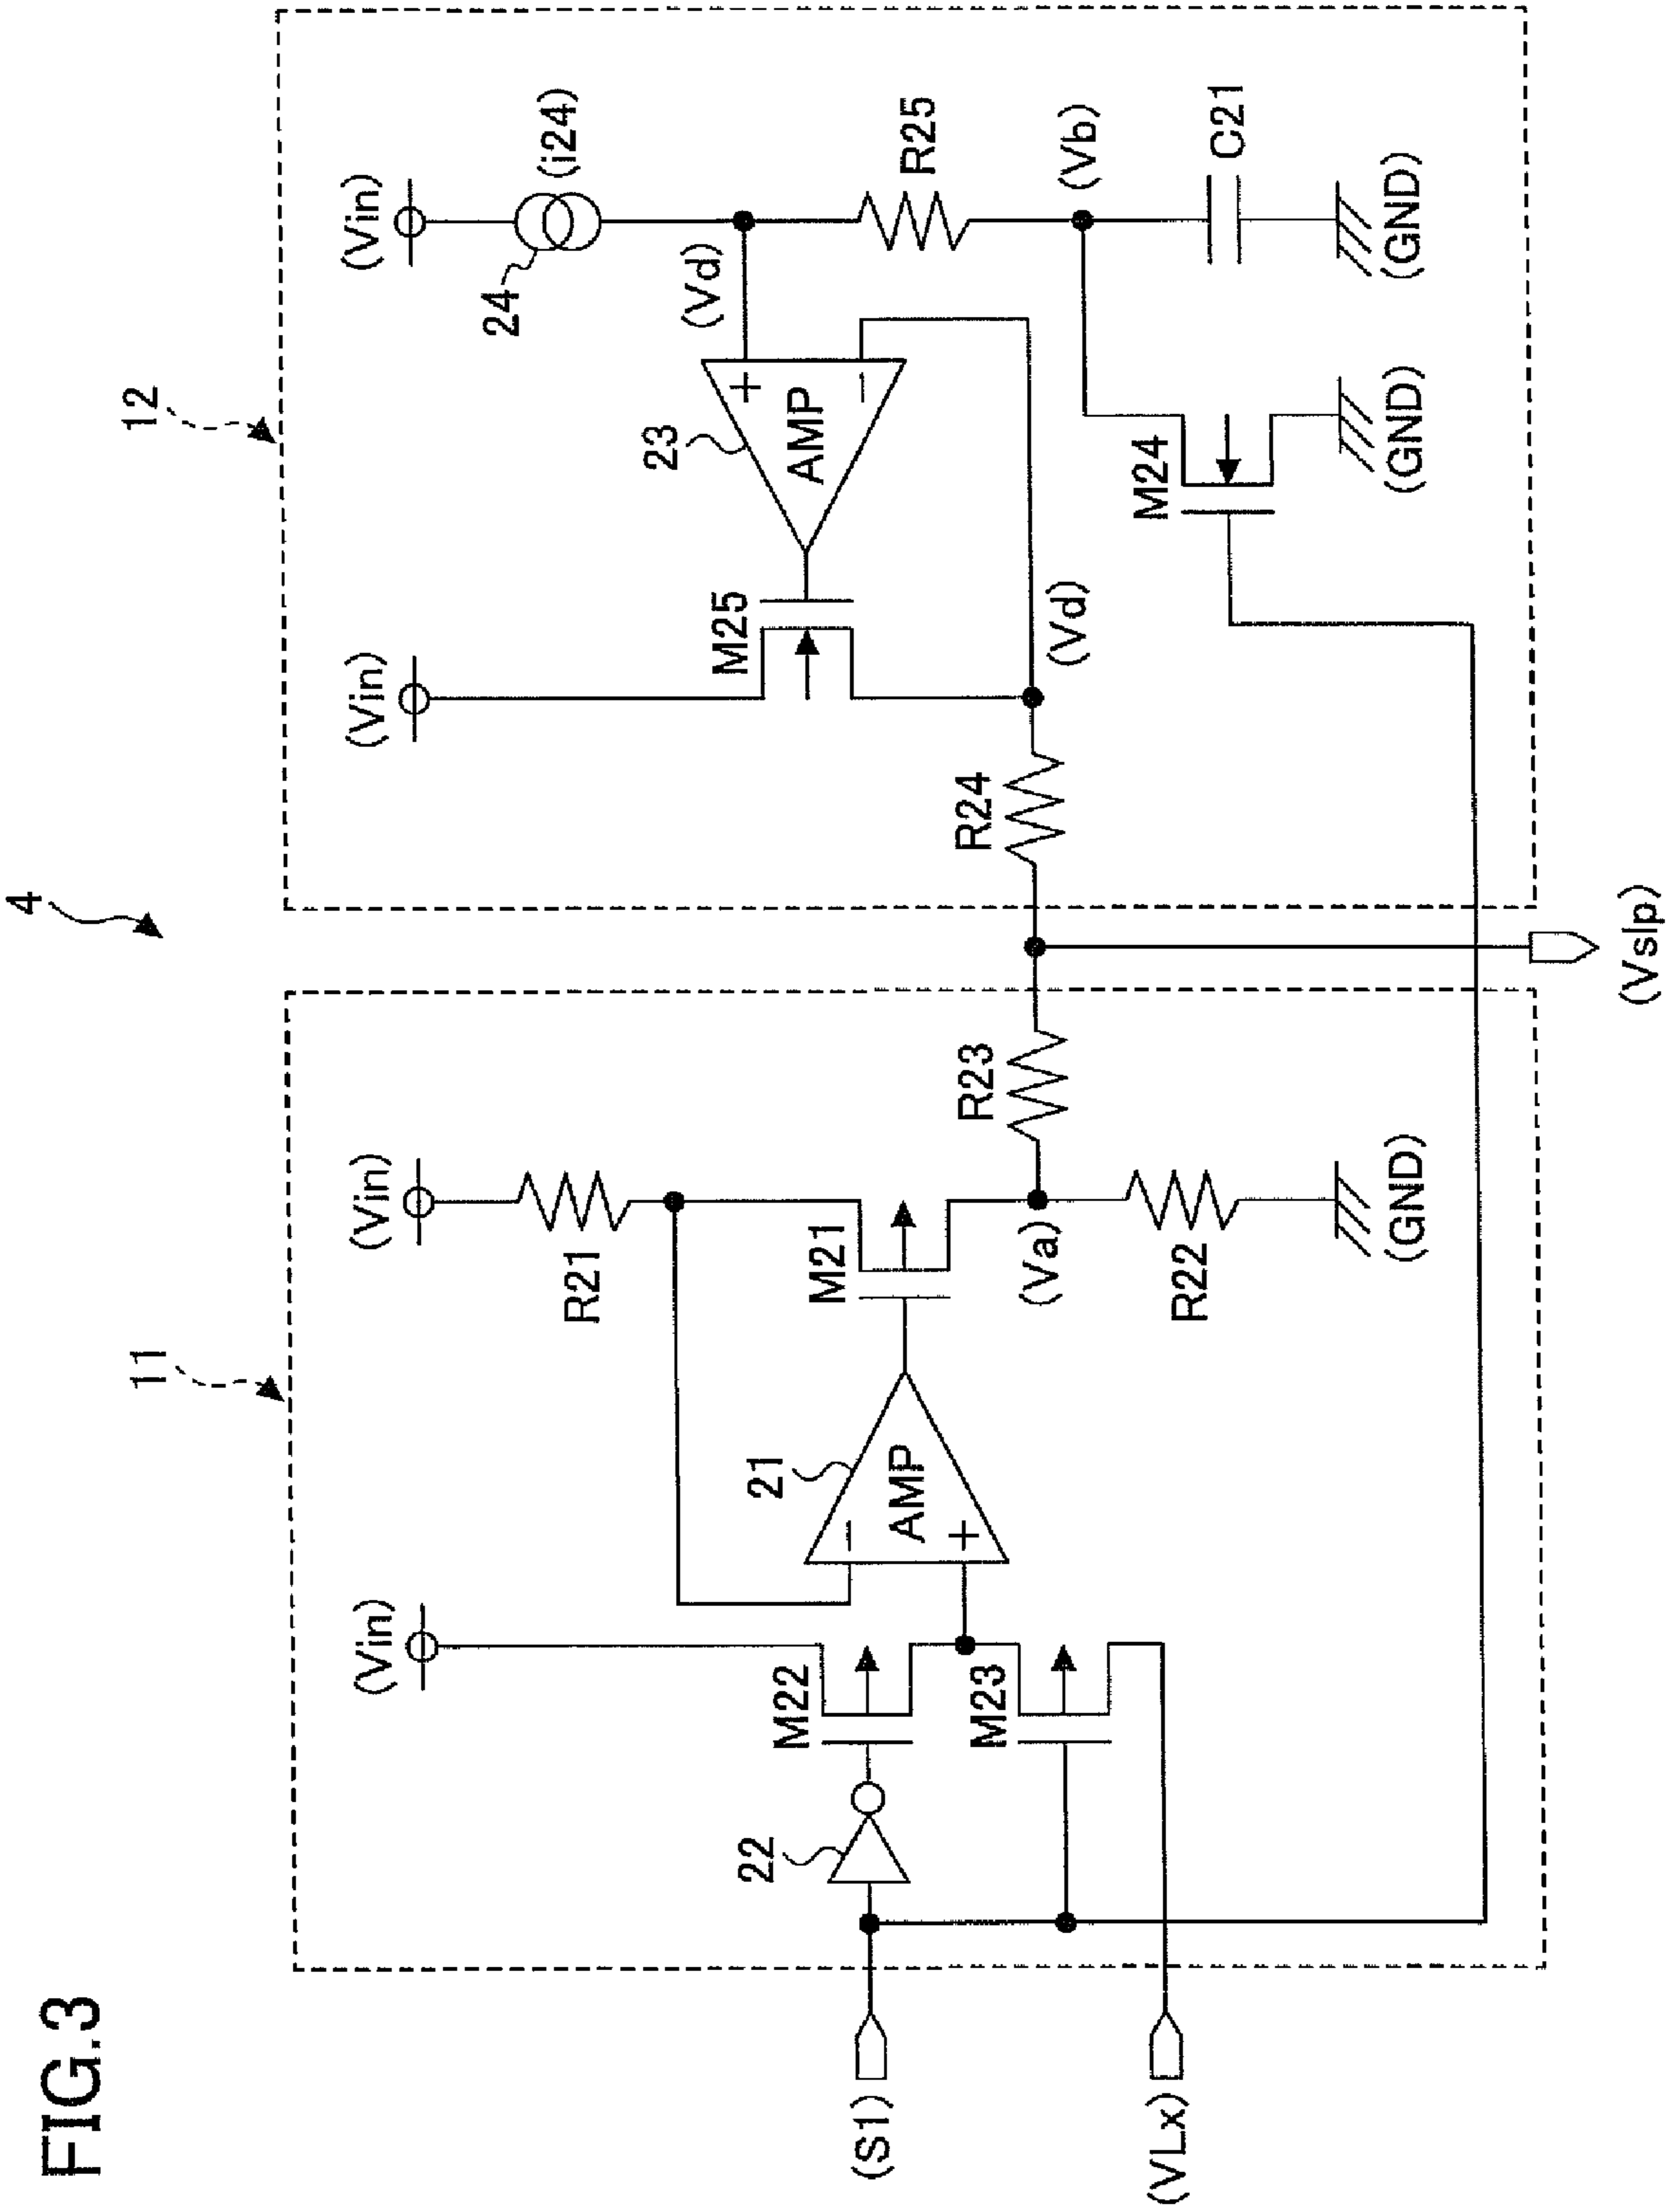 FIG.3
4
11
12
(Vin)
(Vin)
(Vin)
(Vin)
R21
24
(i24)
21
AMP
M21
M25
23
AMP
(Vd)
R25
22
M22
M23
(Va)
R23
R24
(Vd)
(Vb)
R22
M24
C21
(S1)
(VLx)
(GND)
(GND)
(GND)
(Vslp)